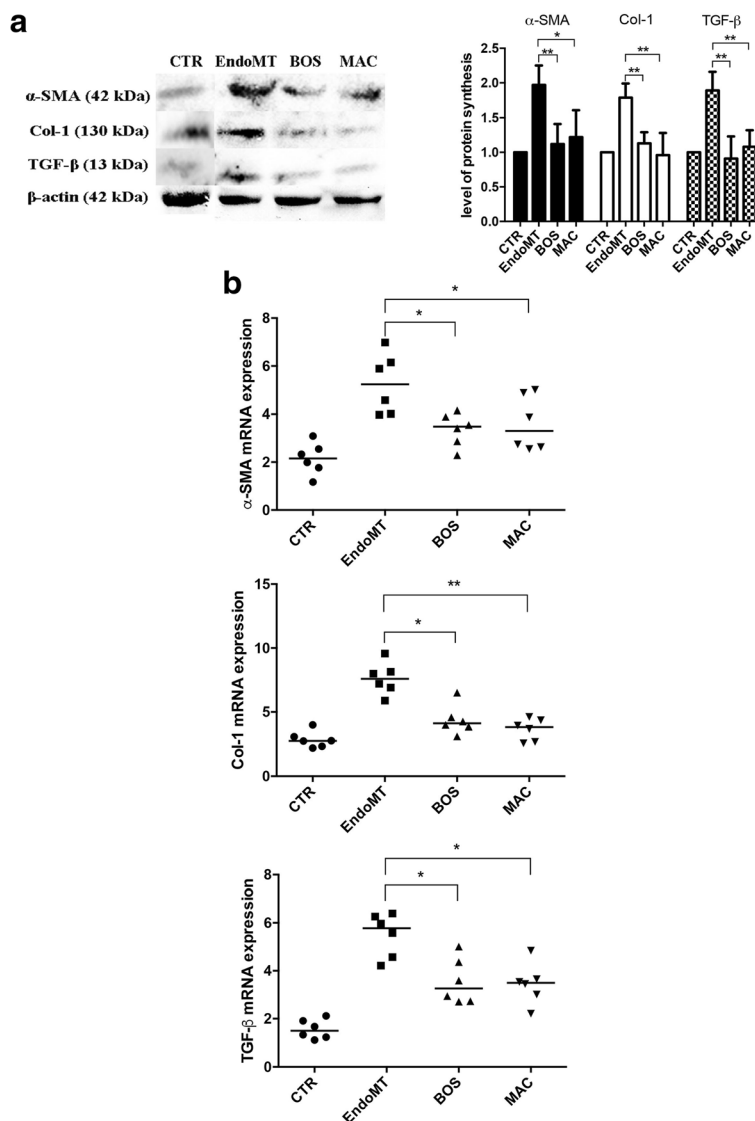 a
CTR EndoMT BOS MAC
α-SMA (42 kDa)
Col-1 (130 kDa)
TGF-β (13 kDa)
β-actin (42 kDa)
α-SMA Col-1 TGF-β
** * ** ** ** **
level of protein synthesis
2.5
2.0
1.5
1.0
0.5
0.0
CTR EndoMT BOS MAC CTR EndoMT BOS MAC CTR EndoMT BOS MAC
b
α-SMA mRNA expression
8
6
4
2
0
*
*
CTR EndoMT BOS MAC
Col-1 mRNA expression
15
10
5
0
**
*
CTR EndoMT BOS MAC
TGF-β mRNA expression
8
6
4
2
0
*
*
CTR EndoMT BOS MAC